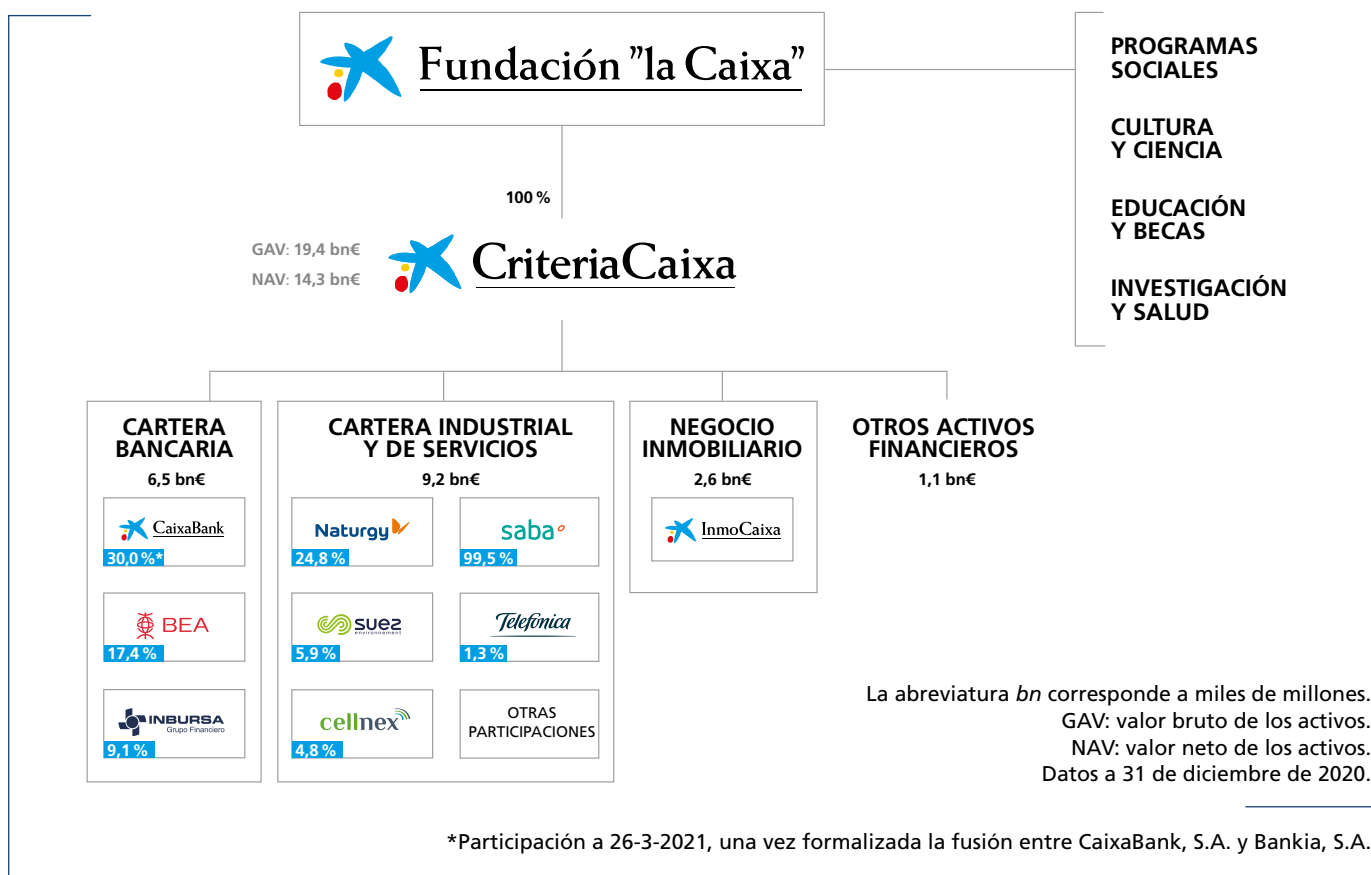 Fundación "la Caixa"
PROGRAMAS
SOCIALES
CULTURA
Y CIENCIA
EDUCACIÓN
Y BECAS
INVESTIGACIÓN
Y SALUD
100 %
GAV: 19,4 bn€
NAV: 14,3 bn€
CriteriaCaixa
CARTERA
BANCARIA
6,5 bn€
CaixaBank
30,0 %*
BEA
17,4 %
INBURSA
Grupo Financiero
9,1 %
CARTERA INDUSTRIAL
Y DE SERVICIOS
9,2 bn€
Naturgy
24,8 %
saba
99,5 %
suez
environnement
5,9 %
Telefónica
1,3 %
cellnex
4,8 %
OTRAS
PARTICIPACIONES
NEGOCIO
INMOBILIARIO
2,6 bn€
InmoCaixa
OTROS ACTIVOS
FINANCIEROS
1,1 bn€
La abreviatura bn corresponde a miles de millones.
GAV: valor bruto de los activos.
NAV: valor neto de los activos.
Datos a 31 de diciembre de 2020.
*Participación a 26-3-2021, una vez formalizada la fusión entre CaixaBank, S.A. y Bankia, S.A.